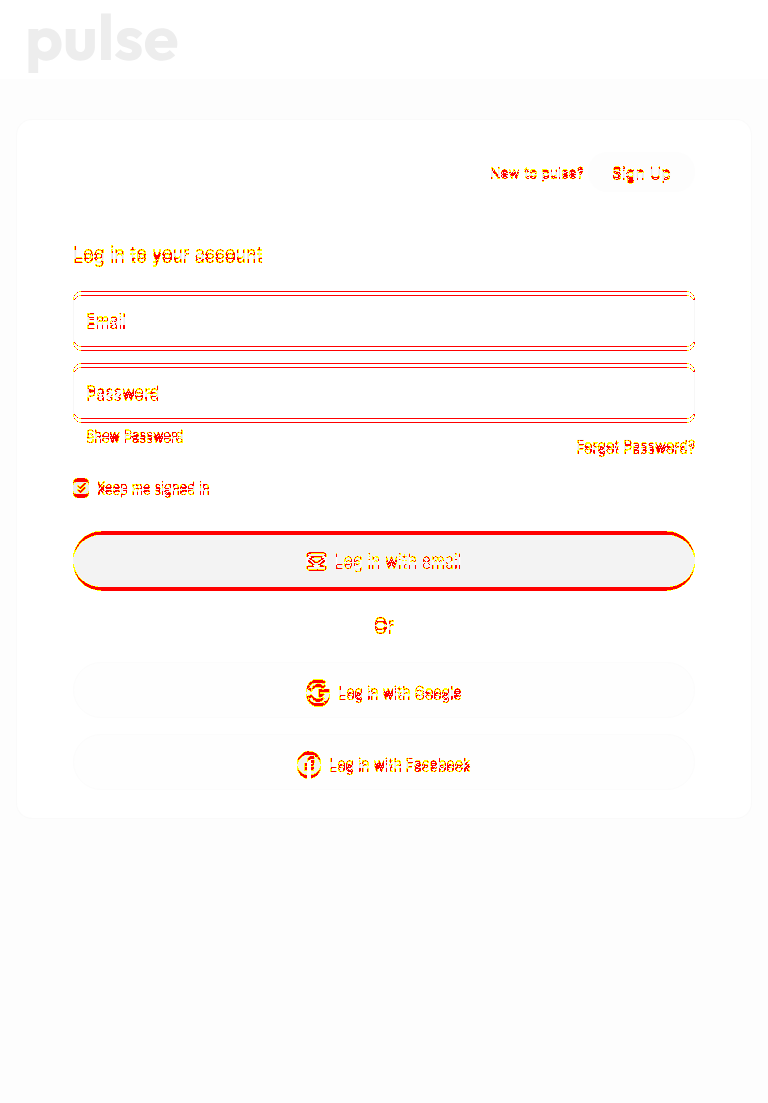 pulse
New to pulse? Sign Up
Log in to your account
Email
Password
Show Password
Forgot Password?
Keep me signed in
Log in with email
Or
Log in with Google
Log in with Facebook